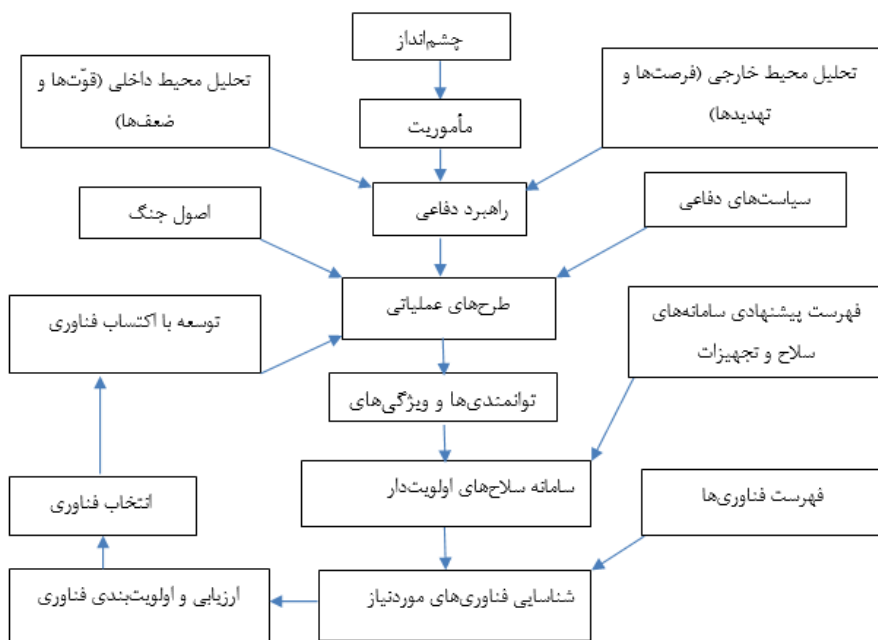 چشم‌انداز
تحلیل محیط خارجی (فرصت‌ها و
تهدیدها)
تحلیل محیط داخلی (قوّت‌ها و
ضعف‌ها)
مأموریت
راهبرد دفاعی
سیاست‌های دفاعی
اصول جنگ
طرح‌های عملیاتی
فهرست پیشنهادی سامانه‌های
سلاح و تجهیزات
توسعه با اکتساب فناوری
توانمندی‌ها و ویژگی‌های
سامانه سلاح‌های اولویت‌دار
فهرست فناوری‌ها
انتخاب فناوری
شناسایی فناوری‌های موردنیاز
ارزیابی و اولویت‌بندی فناوری